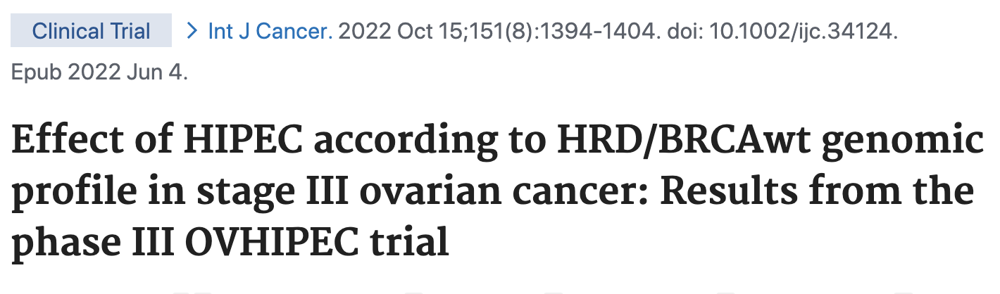 Clinical Trial > Int J Cancer. 2022 Oct 15;151(8):1394-1404. doi: 10.1002/ijc.34124.
Epub 2022 Jun 4.
Effect of HIPEC according to HRD/BRCAwt genomic
profile in stage III ovarian cancer: Results from the
phase III OVHIPEC trial